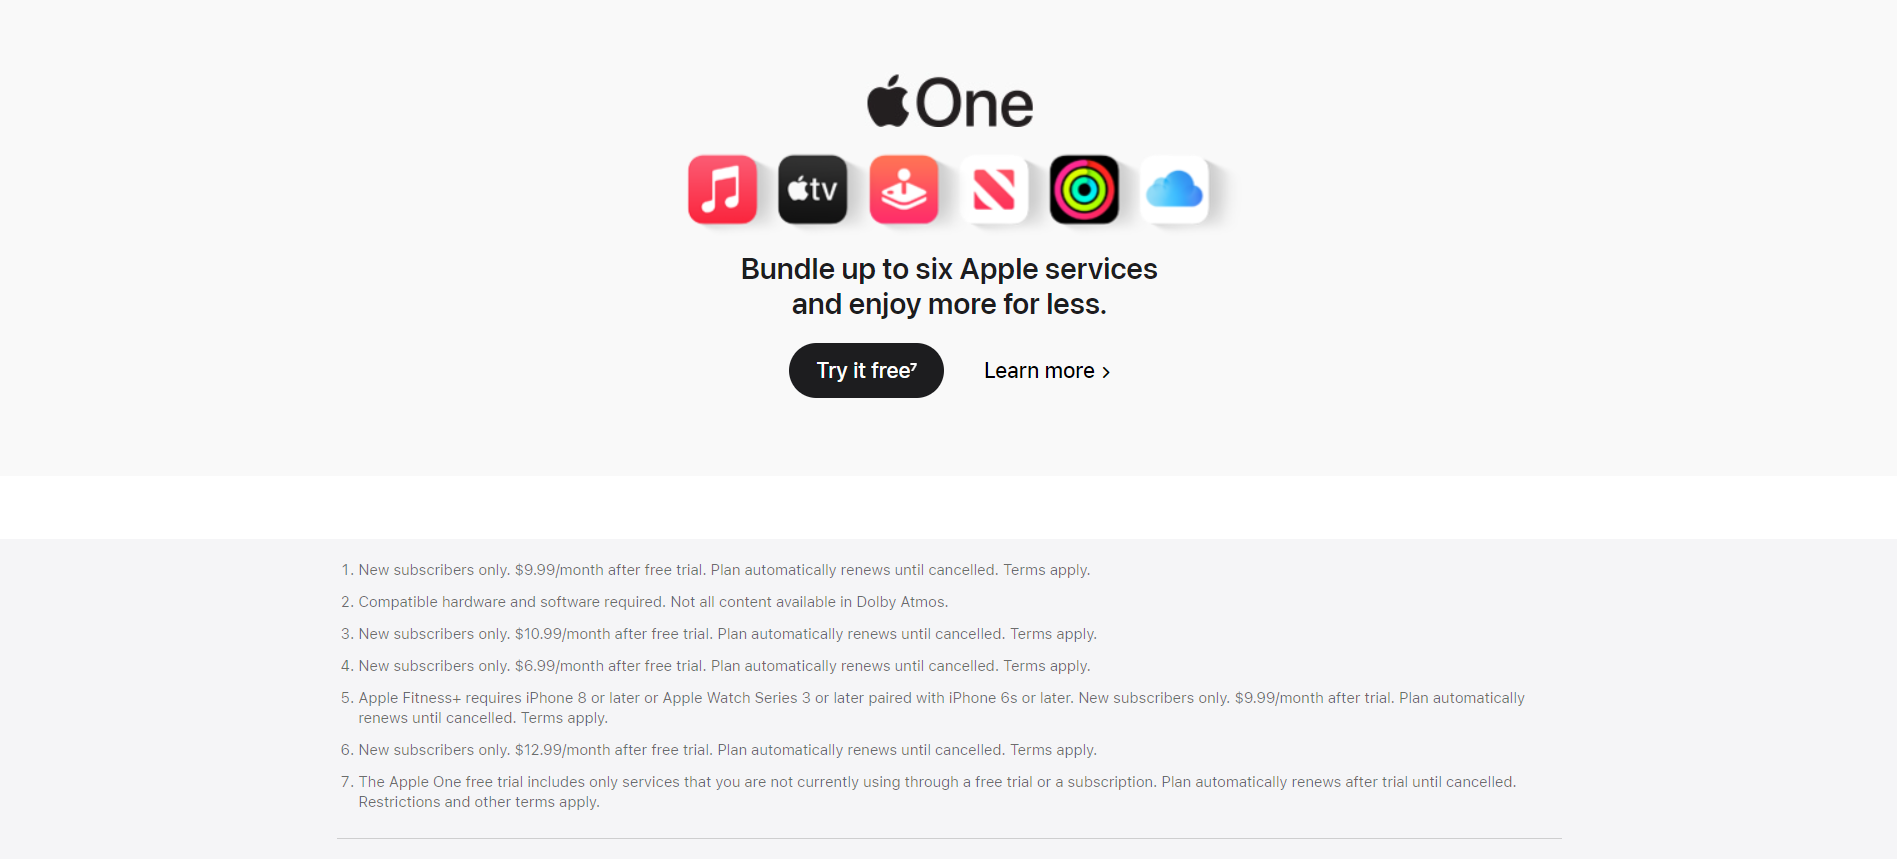 One
tv
Bundle up to six Apple services
and enjoy more for less.
Try it free⁷
Learn more >
1. New subscribers only. $9.99/month after free trial. Plan automatically renews until cancelled. Terms apply.
2. Compatible hardware and software required. Not all content available in Dolby Atmos.
3. New subscribers only. $10.99/month after free trial. Plan automatically renews until cancelled. Terms apply.
4. New subscribers only. $6.99/month after free trial. Plan automatically renews until cancelled. Terms apply.
5. Apple Fitness+ requires iPhone 8 or later or Apple Watch Series 3 or later paired with iPhone 6s or later. New subscribers only. $9.99/month after trial. Plan automatically
renews until cancelled. Terms apply.
6. New subscribers only. $12.99/month after free trial. Plan automatically renews until cancelled. Terms apply.
7. The Apple One free trial includes only services that you are not currently using through a free trial or a subscription. Plan automatically renews after trial until cancelled.
Restrictions and other terms apply.